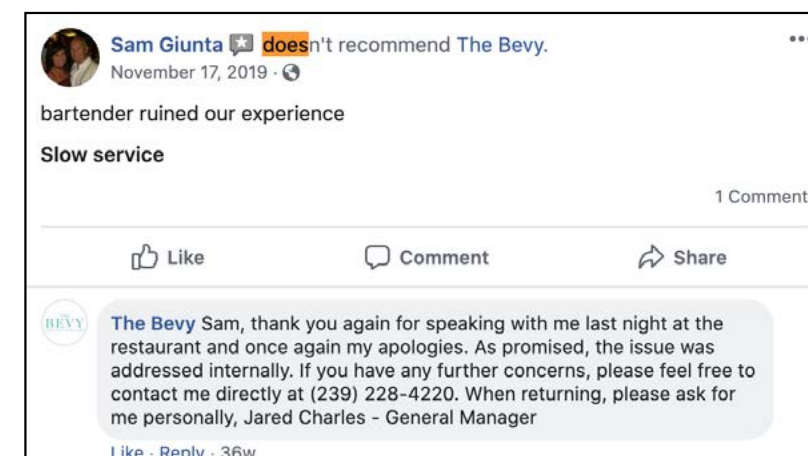 Sam Giunta doesn't recommend The Bevy.
November 17, 2019 ·
bartender ruined our experience
Slow service
1 Comment
Like Comment Share
THE BEVY
The Bevy Sam, thank you again for speaking with me last night at the
restaurant and once again my apologies. As promised, the issue was
addressed internally. If you have any further concerns, please feel free to
contact me directly at (239) 228-4220. When returning, please ask for
me personally, Jared Charles - General Manager
Like · Reply · 36w